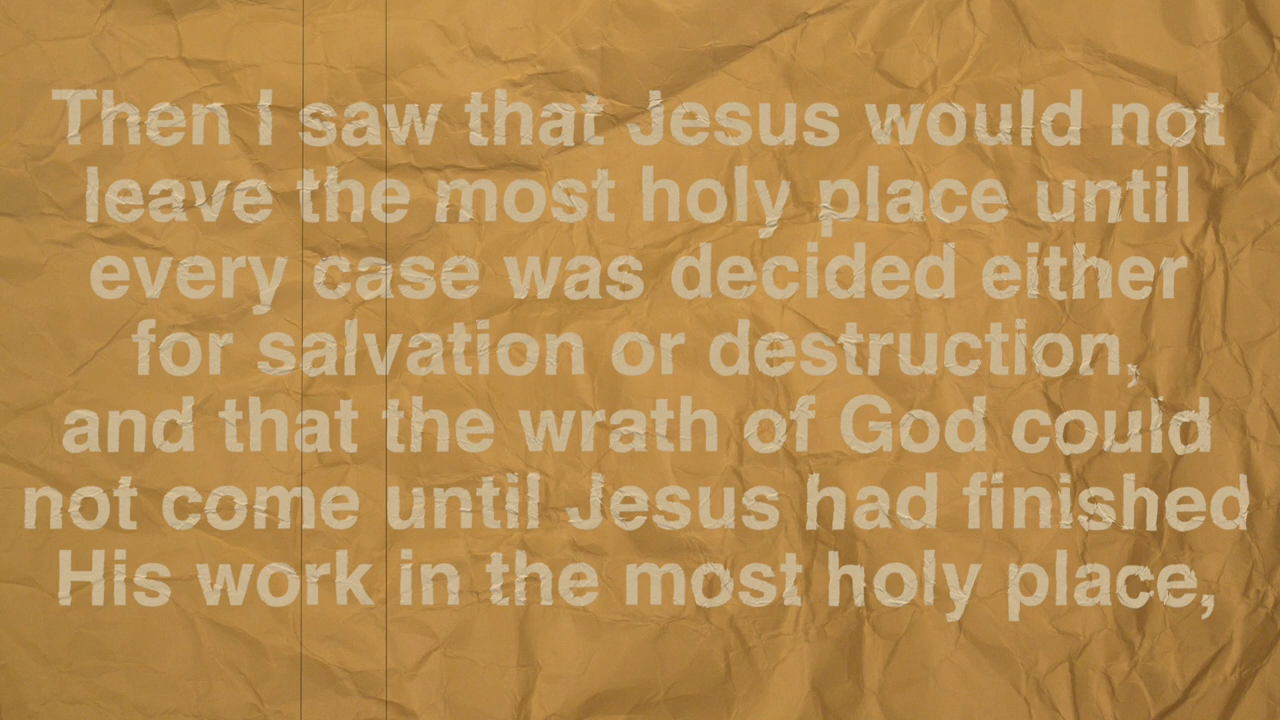 Then I saw that Jesus would not
leave the most holy place until
every case was decided either
for salvation or destruction,
and that the wrath of God could
not come until Jesus had finished
His work in the most holy place,